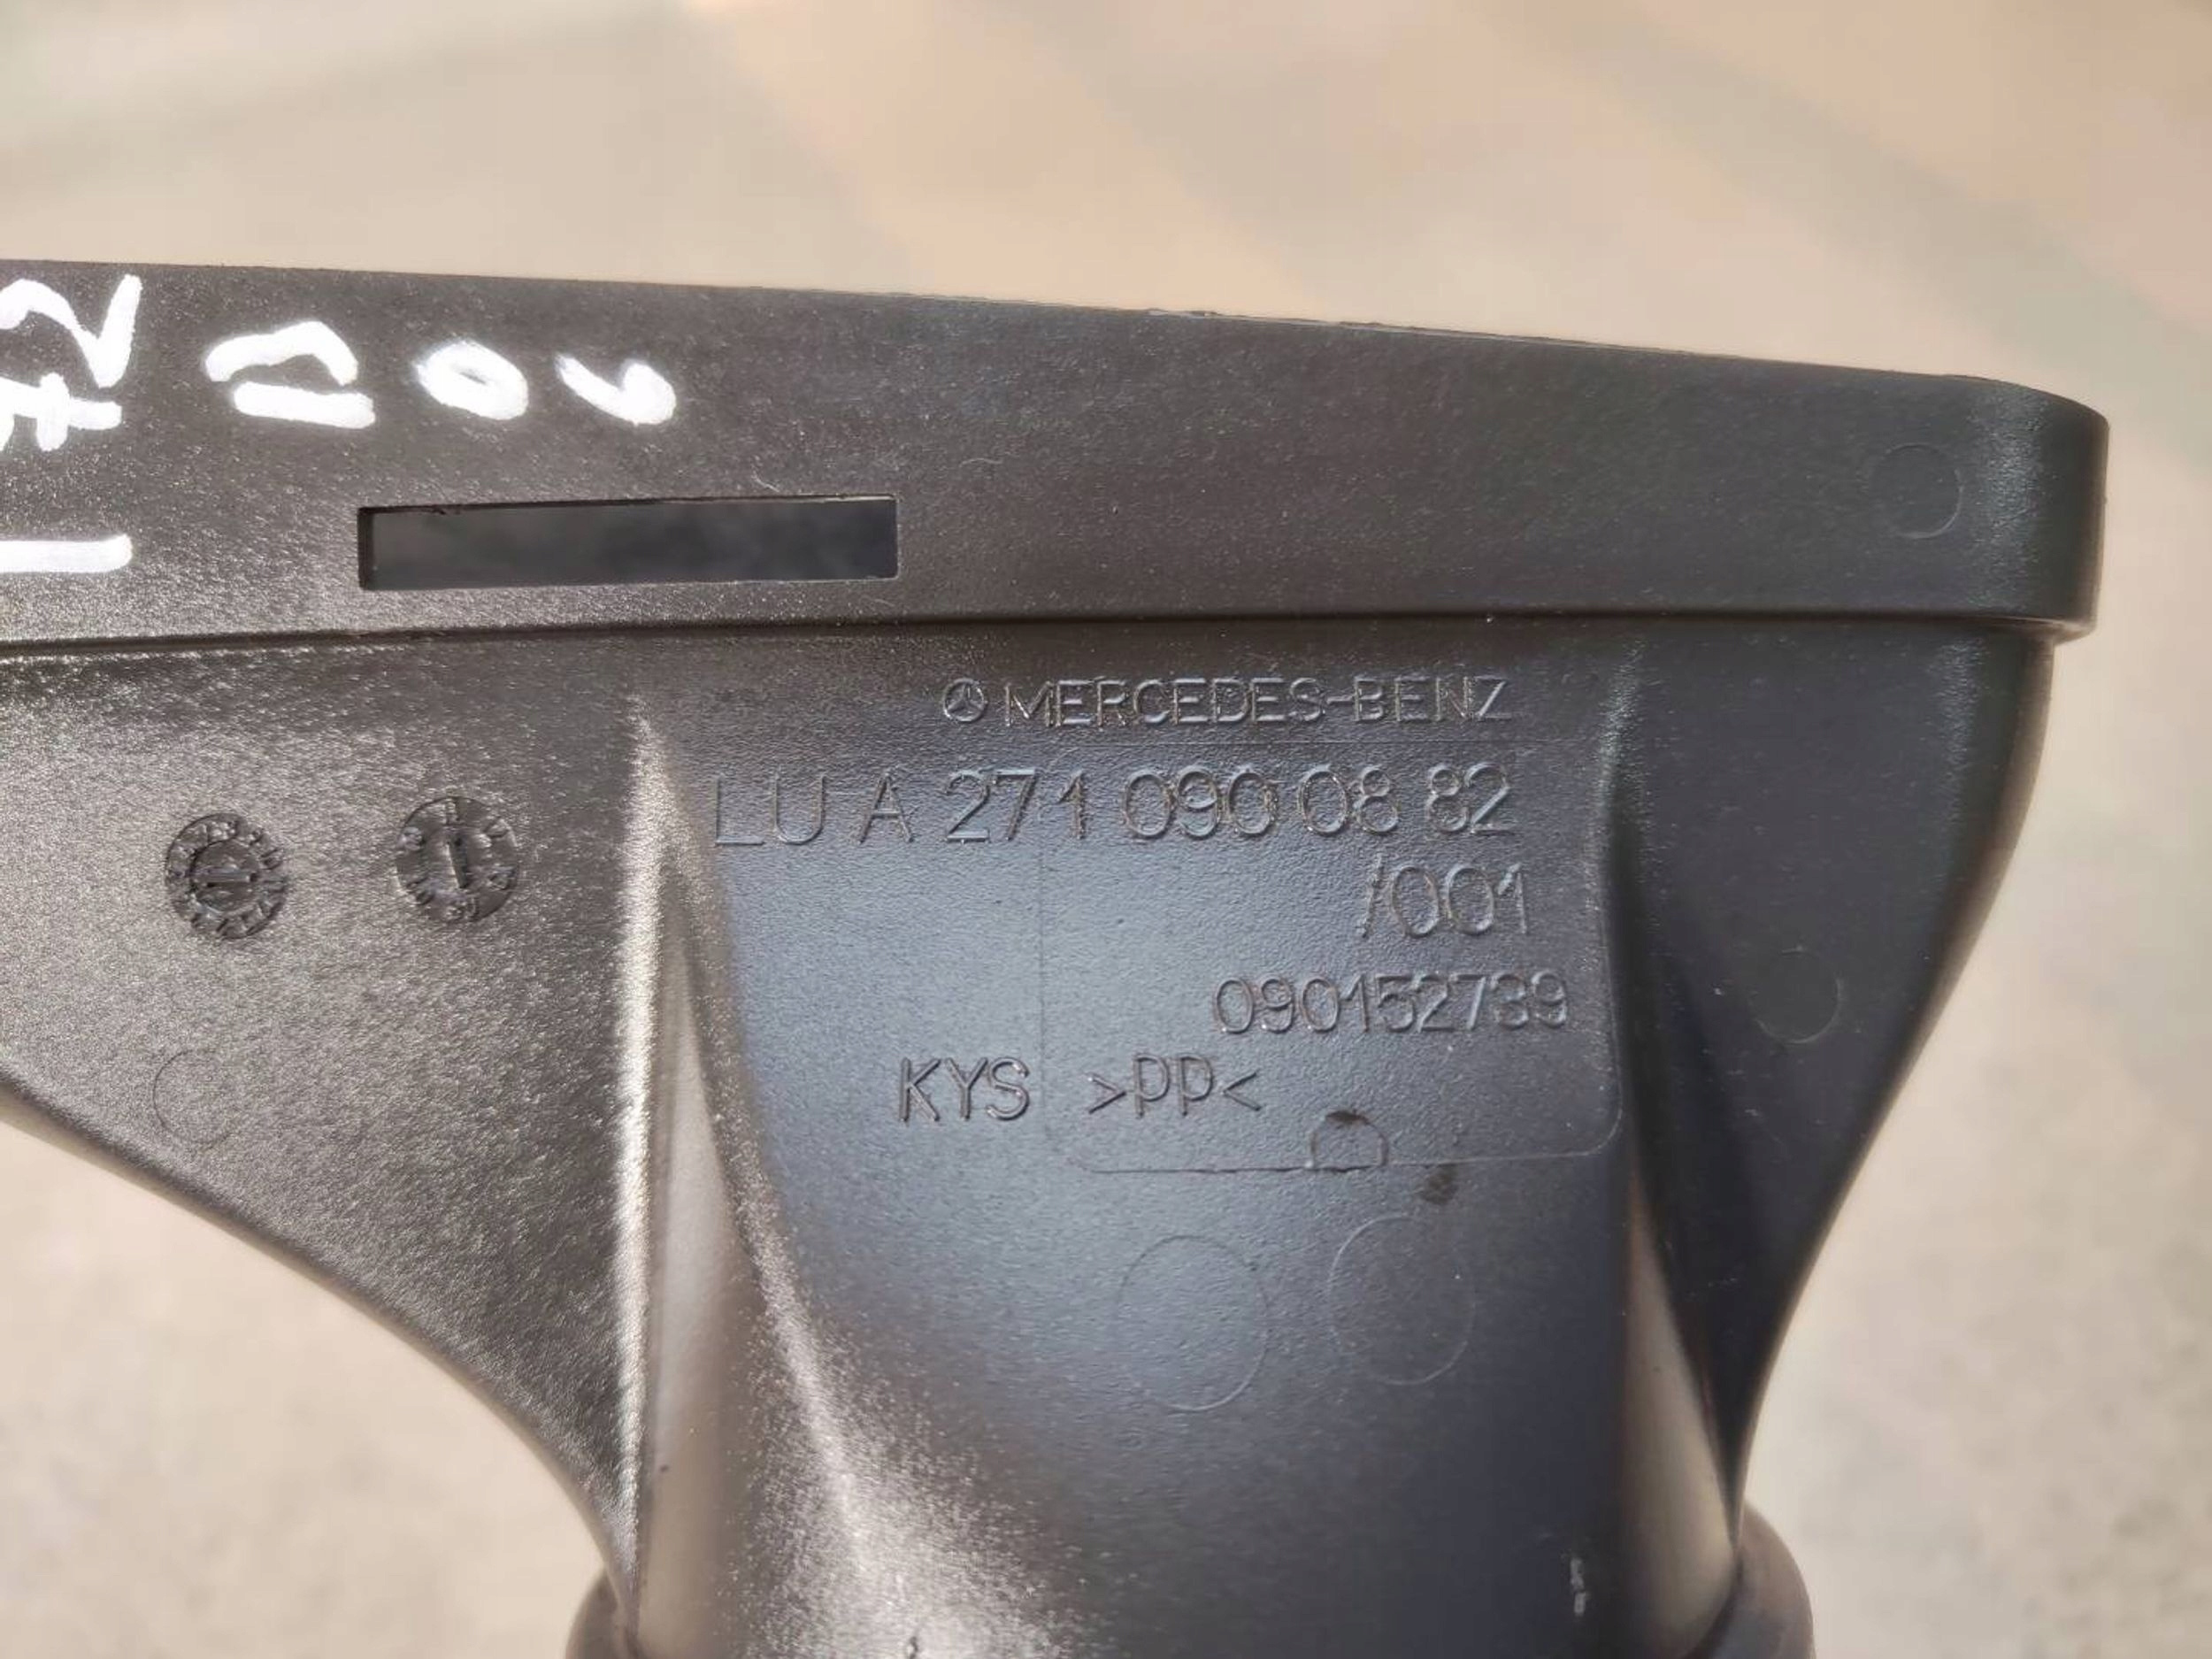 MERCEDES-BENZ
LU A 271 090 08 82
/001
090152739
KYS >PP<